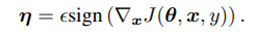 η = ϵsign (∇ₓJ(θ, x, y)) .